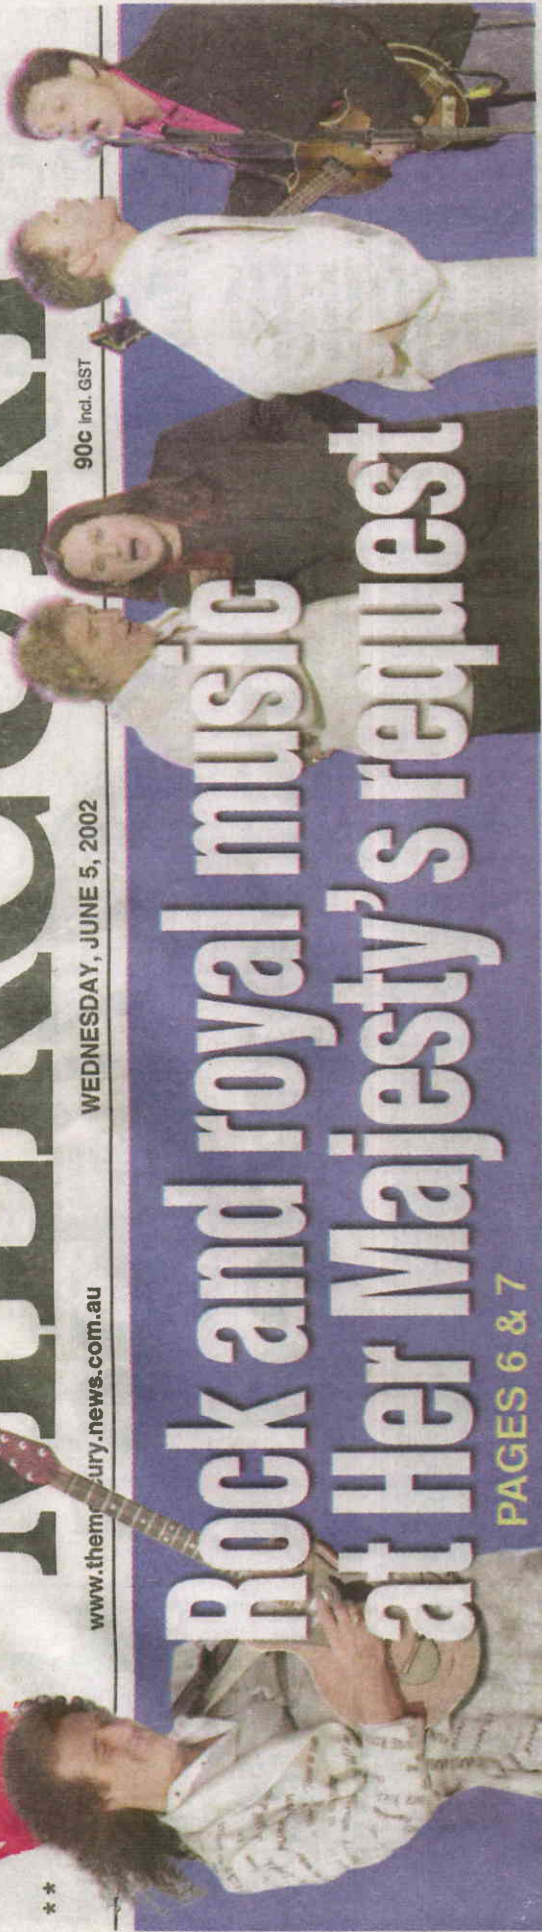 ** www.themercury.news.com.au WEDNESDAY, JUNE 5, 2002 90c incl. GST
Rock and royal music
at Her Majesty's request
PAGES 6 & 7